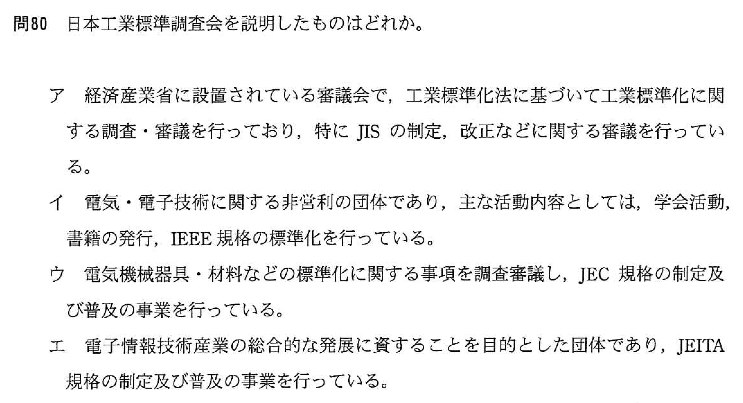 問80 日本工業標準調査会を説明したものはどれか。
ア 経済産業省に設置されている審議会で，工業標準化法に基づいて工業標準化に関
する調査・審議を行っており，特に JIS の制定，改正などに関する審議を行ってい
る。
イ 電気・電子技術に関する非営利の団体であり，主な活動内容としては，学会活動，
書籍の発行，IEEE 規格の標準化を行っている。
ウ 電気機械器具・材料などの標準化に関する事項を調査審議し，JEC 規格の制定及
び普及の事業を行っている。
エ 電子情報技術産業の総合的な発展に資することを目的とした団体であり，JEITA
規格の制定及び普及の事業を行っている。